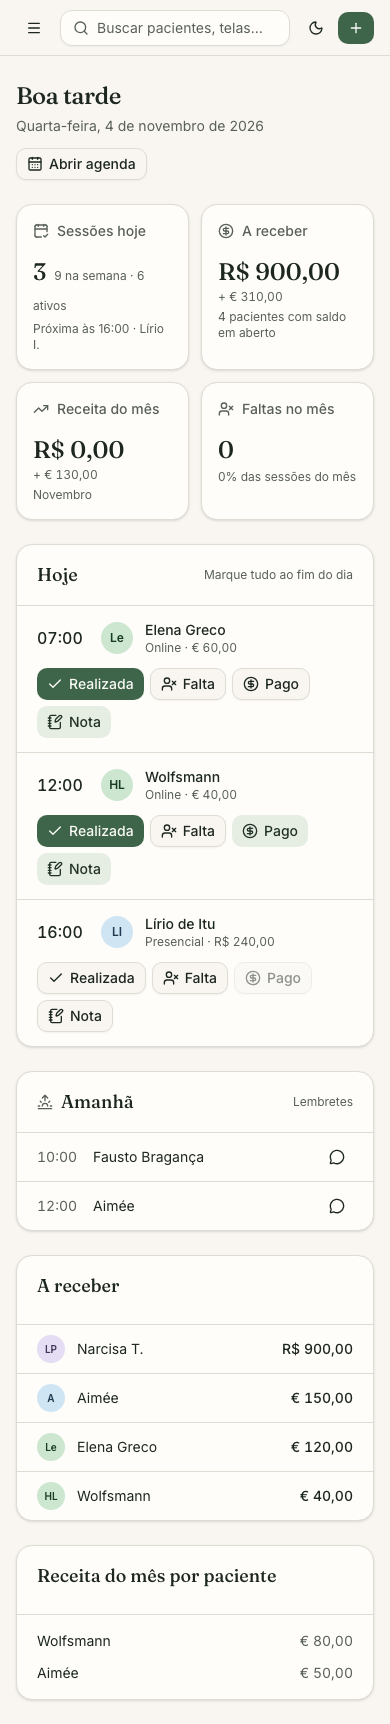 Buscar pacientes, telas...
Boa tarde
Quarta-feira, 4 de novembro de 2026
Abrir agenda
Sessões hoje
3 9 na semana · 6
ativos
Próxima às 16:00 · Lírio
I.
A receber
R$ 900,00
+ € 310,00
4 pacientes com saldo
em aberto
Receita do mês
R$ 0,00
+ € 130,00
Novembro
Faltas no mês
0
0% das sessões do mês
Hoje
Marque tudo ao fim do dia
07:00 Le Elena Greco
Online · € 60,00
Realizada Falta Pago
Nota
12:00 HL Wolfsmann
Online · € 40,00
Realizada Falta Pago
Nota
16:00 LI Lírio de Itu
Presencial · R$ 240,00
Realizada Falta Pago
Nota
Amanhã
Lembretes
10:00 Fausto Bragança
12:00 Aimée
A receber
LP Narcisa T. R$ 900,00
A Aimée € 150,00
Le Elena Greco € 120,00
HL Wolfsmann € 40,00
Receita do mês por paciente
Wolfsmann € 80,00
Aimée € 50,00